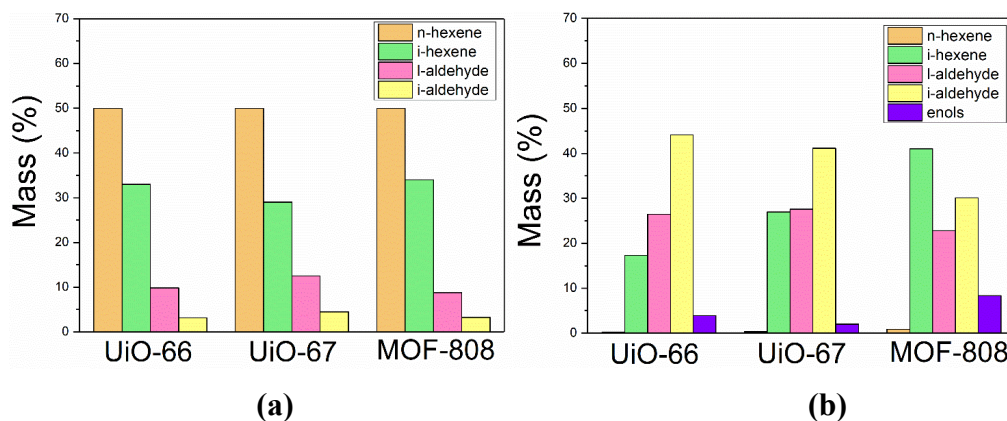 70
60
50
40
30
20
10
0
Mass (%)
n-hexene
i-hexene
l-aldehyde
i-aldehyde
UiO-66 UiO-67 MOF-808
(a)
70
60
50
40
30
20
10
0
Mass (%)
n-hexene
i-hexene
l-aldehyde
i-aldehyde
enols
UiO-66 UiO-67 MOF-808
(b)